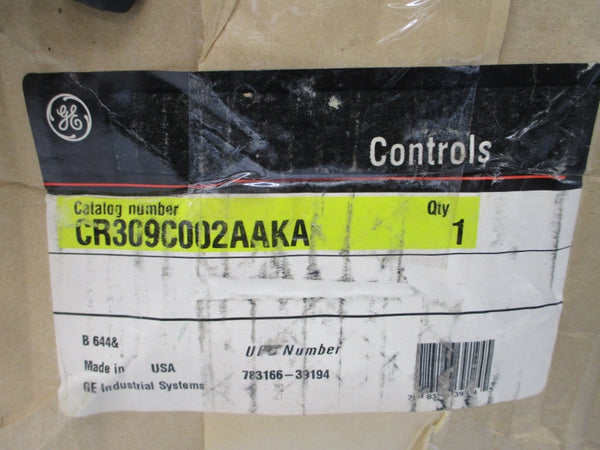 GE
Controls
Catalog number Qty
CR309C002AAKA 1
B 644&
UPC Number
Made in USA
783166-39194
GE Industrial Systems